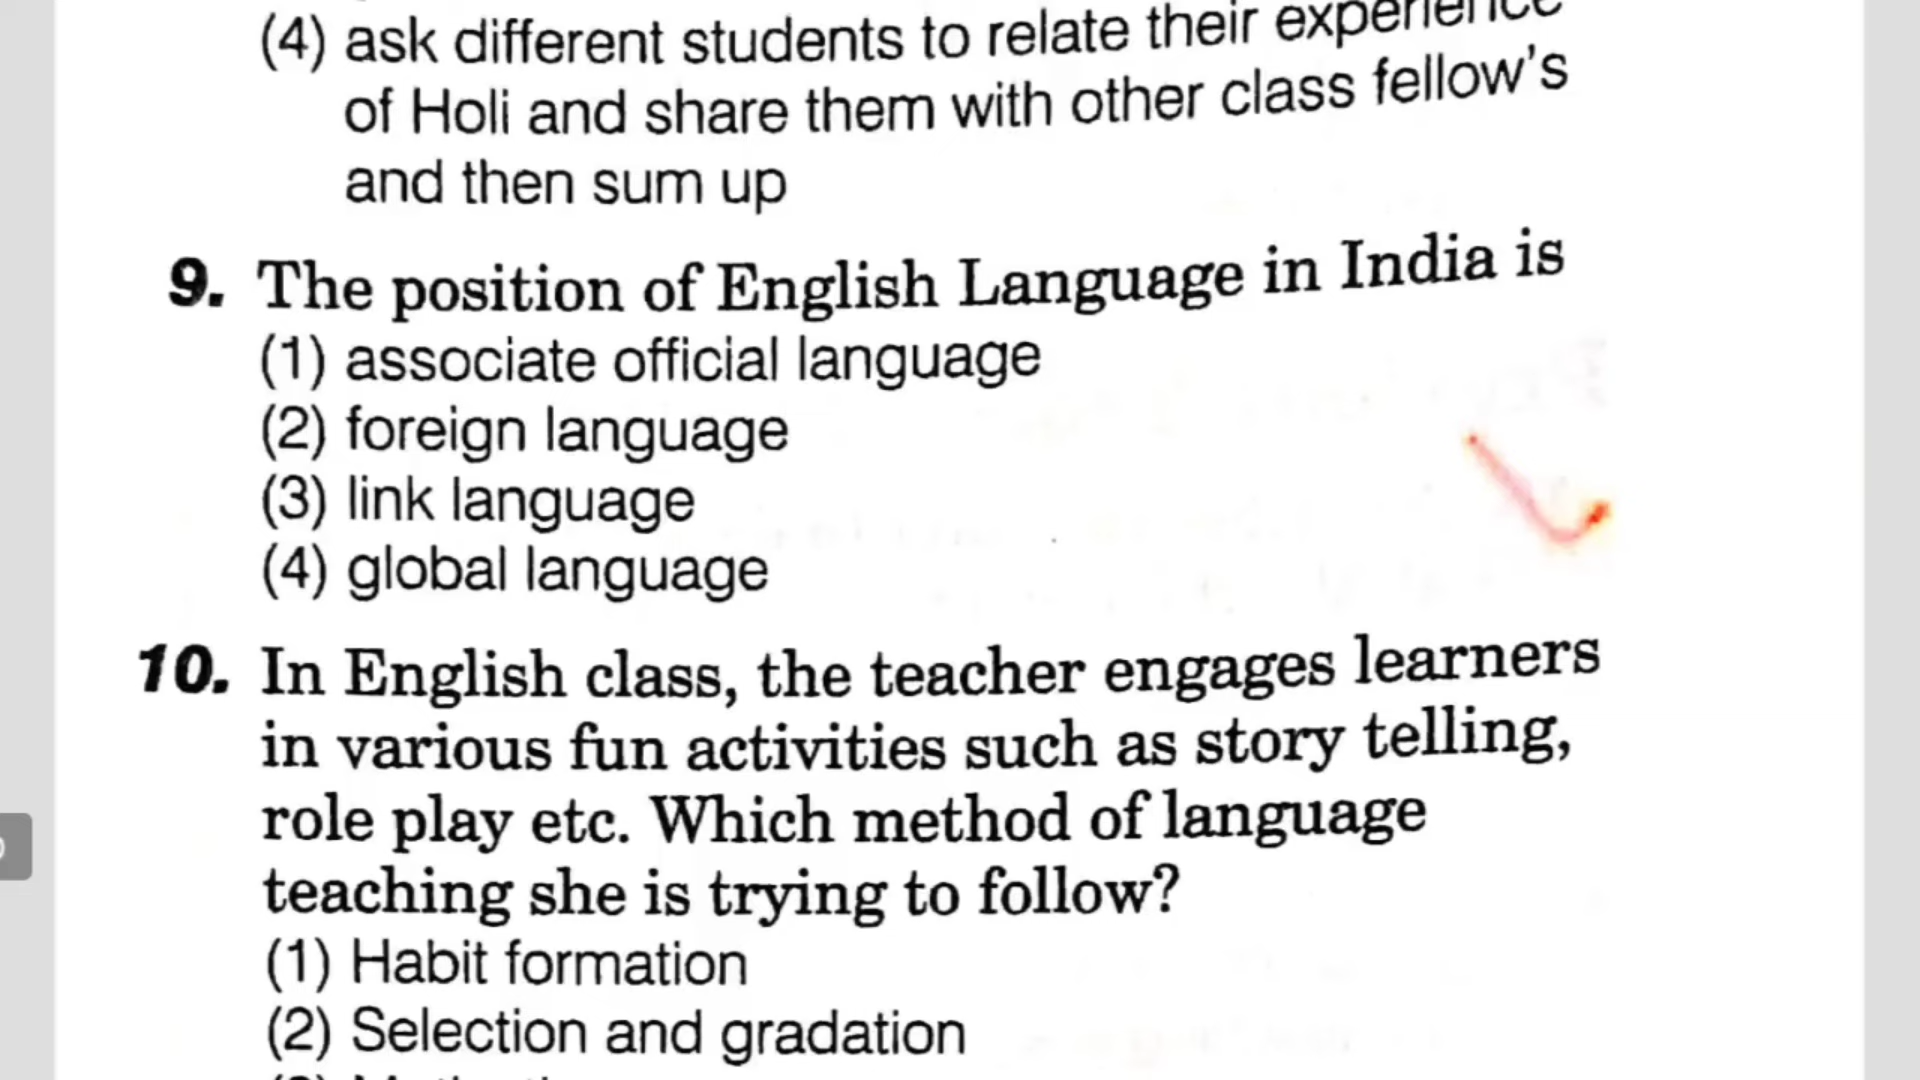 (4) ask different students to relate their experience
of Holi and share them with other class fellow's
and then sum up
9. The position of English Language in India is
(1) associate official language
(2) foreign language
(3) link language
(4) global language
10. In English class, the teacher engages learners
in various fun activities such as story telling,
role play etc. Which method of language
teaching she is trying to follow?
(1) Habit formation
(2) Selection and gradation